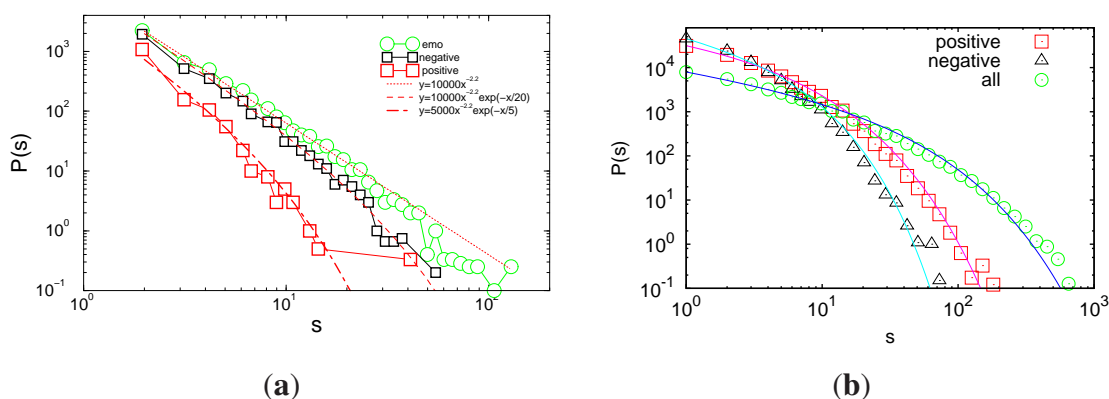 10^3
10^2
10^1
10^0
10^-1
P(s)
10^0
10^1
10^2
s
emo
negative
positive
y=10000x^-2.2
y=10000x^-2.2exp(-x/20)
y=5000x^-2.2exp(-x/5)
(a)
10^4
10^3
10^2
10^1
10^0
10^-1
P(s)
10^0
10^1
10^2
10^3
s
positive
negative
all
(b)